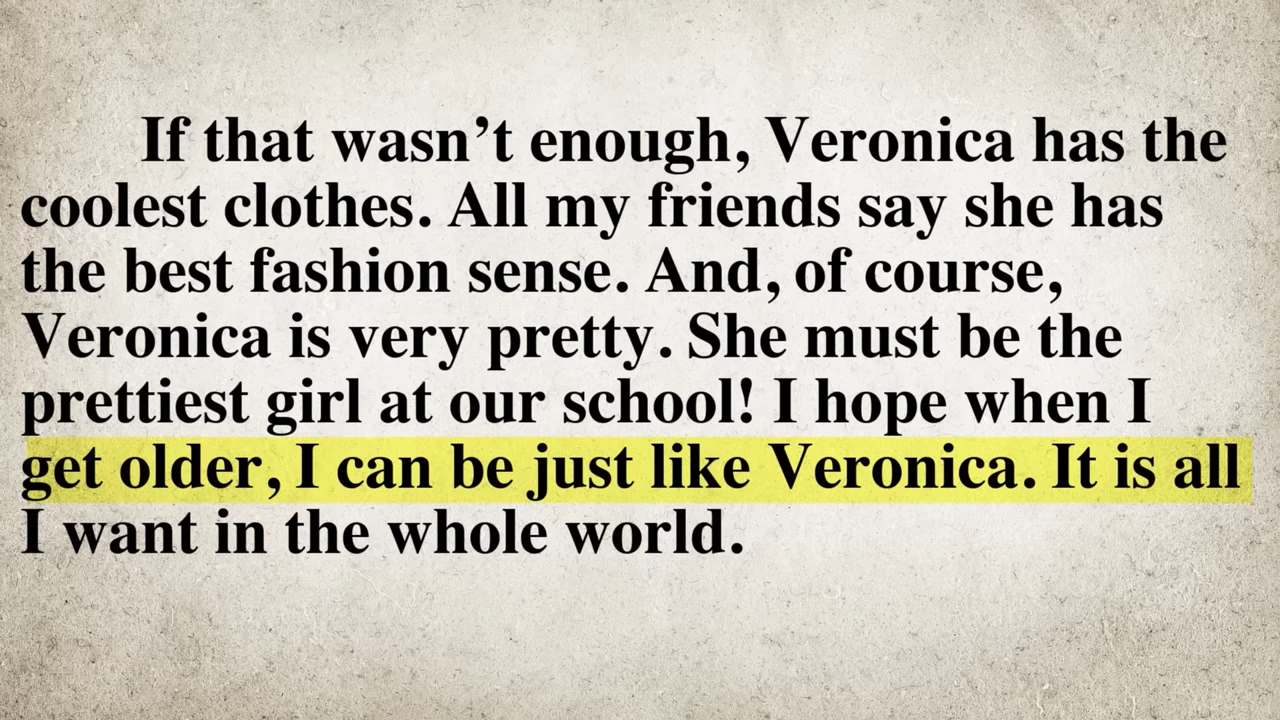 If that wasn’t enough, Veronica has the
coolest clothes. All my friends say she has
the best fashion sense. And, of course,
Veronica is very pretty. She must be the
prettiest girl at our school! I hope when I
get older, I can be just like Veronica. It is all
I want in the whole world.